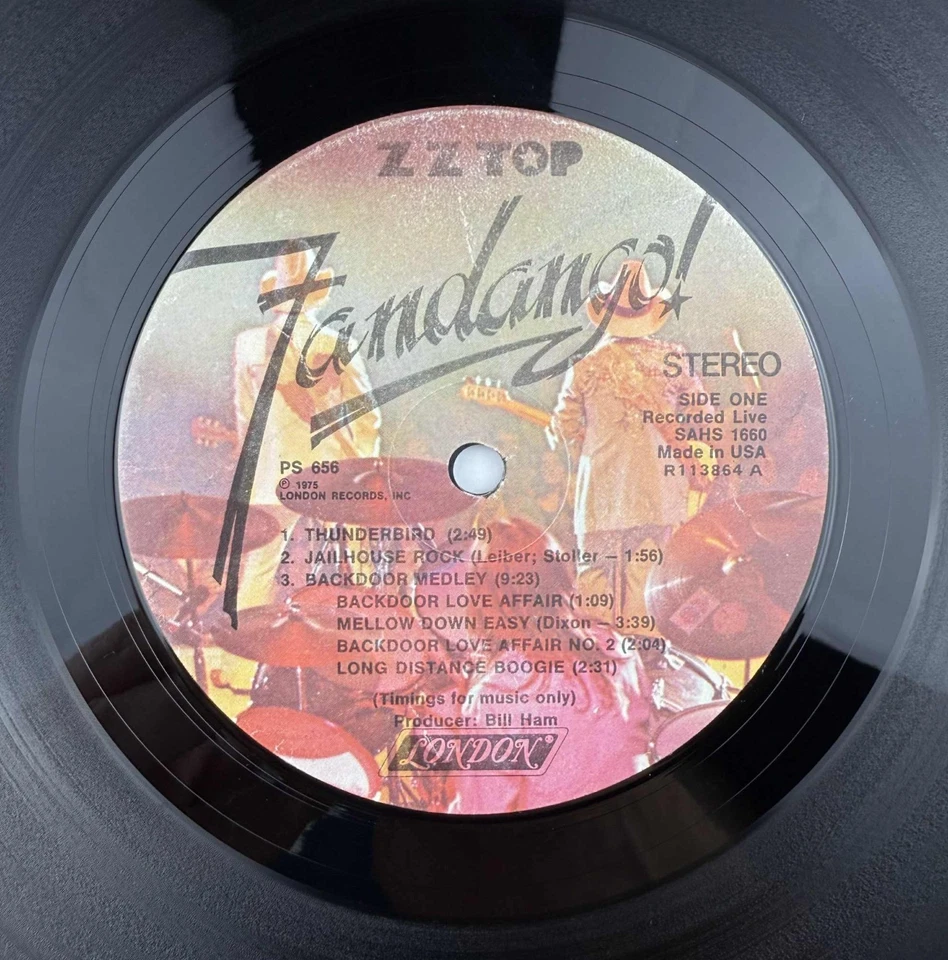 ZZ TOP
Fandango!
STEREO
SIDE ONE
Recorded Live
SAHS 1660
Made in USA
R113864 A
PS 656
℗ 1975
LONDON RECORDS, INC
1. THUNDERBIRD (2:49)
2. JAILHOUSE ROCK (Leiber; Stoller – 1:56)
3. BACKDOOR MEDLEY (9:23)
BACKDOOR LOVE AFFAIR (1:09)
MELLOW DOWN EASY (Dixon – 3:39)
BACKDOOR LOVE AFFAIR NO. 2 (2:04)
LONG DISTANCE BOOGIE (2:31)
(Timings for music only)
Producer: Bill Ham
LONDON®